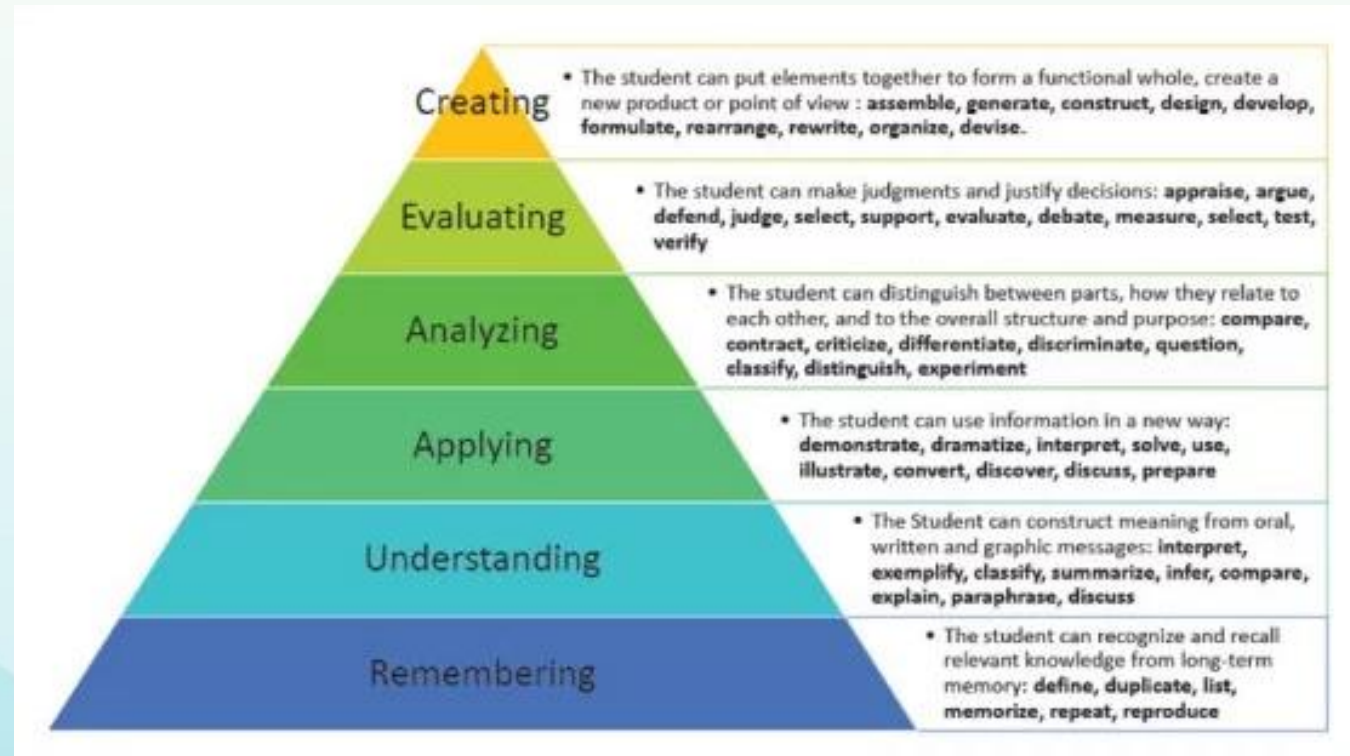 Creating
• The student can put elements together to form a functional whole, create a
new product or point of view : assemble, generate, construct, design, develop,
formulate, rearrange, rewrite, organize, devise.
Evaluating
• The student can make judgments and justify decisions: appraise, argue,
defend, judge, select, support, evaluate, debate, measure, select, test,
verify
Analyzing
• The student can distinguish between parts, how they relate to
each other, and to the overall structure and purpose: compare,
contract, criticize, differentiate, discriminate, question,
classify, distinguish, experiment
Applying
• The student can use information in a new way:
demonstrate, dramatize, interpret, solve, use,
illustrate, convert, discover, discuss, prepare
Understanding
• The Student can construct meaning from oral,
written and graphic messages: interpret,
exemplify, classify, summarize, infer, compare,
explain, paraphrase, discuss
Remembering
• The student can recognize and recall
relevant knowledge from long-term
memory: define, duplicate, list,
memorize, repeat, reproduce